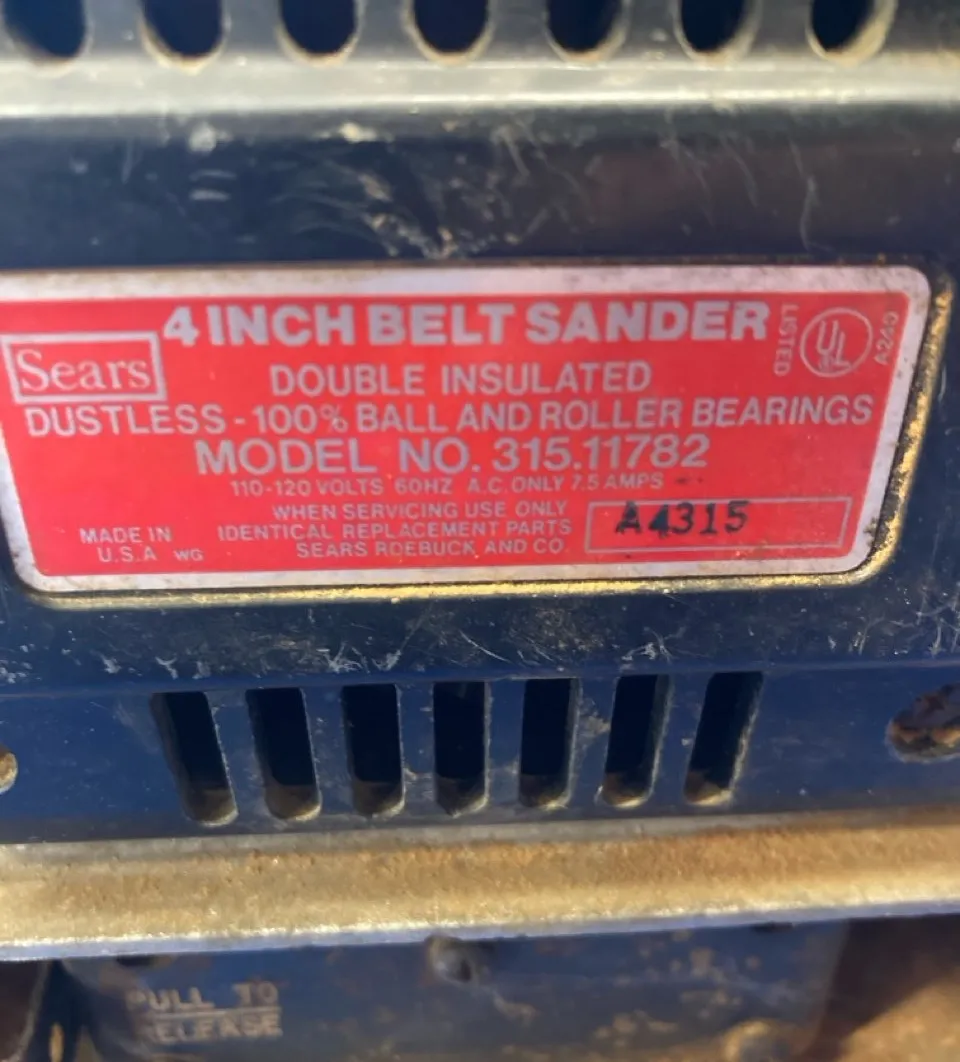 4 INCH BELT SANDER
LISTED
UL
A240
Sears
DOUBLE INSULATED
DUSTLESS - 100% BALL AND ROLLER BEARINGS
MODEL NO. 315.11782
110-120 VOLTS 60HZ A.C. ONLY 7.5 AMPS
WHEN SERVICING USE ONLY
IDENTICAL REPLACEMENT PARTS
SEARS ROEBUCK AND CO.
MADE IN
U.S.A WG
A4315
PULL TO
RELEASE